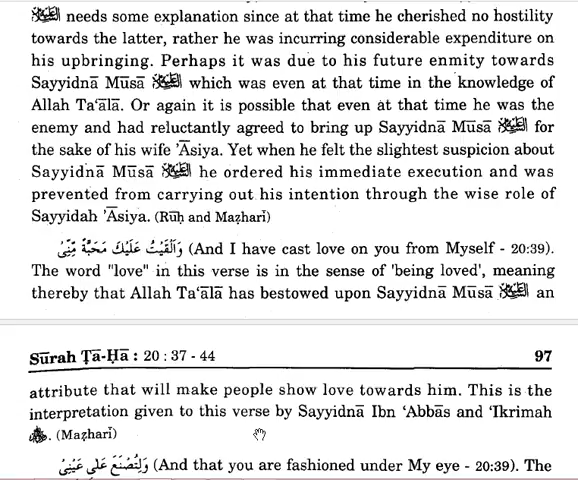 needs some explanation since at that time he cherished no hostility
towards the latter, rather he was incurring considerable expenditure on
his upbringing. Perhaps it was due to his future enmity towards
Sayyidnā Mūsā which was even at that time in the knowledge of
Allah Ta‘ālā. Or again it is possible that even at that time he was the
enemy and had reluctantly agreed to bring up Sayyidnā Mūsā for
the sake of his wife ’Āsiya. Yet when he felt the slightest suspicion about
Sayyidnā Mūsā he ordered his immediate execution and was
prevented from carrying out his intention through the wise role of
Sayyidah ’Āsiya. (Rūḥ and Maẓharī)
وَاَلْقَيْتُ عَلَيْكَ مَحَبَّةً مِّنِّىْ (And I have cast love on you from Myself - 20:39).
The word "love" in this verse is in the sense of 'being loved', meaning
thereby that Allah Ta‘ālā has bestowed upon Sayyidnā Mūsā an
Sūrah Ṭā-Ḥā : 20 : 37 - 44 97
attribute that will make people show love towards him. This is the
interpretation given to this verse by Sayyidnā Ibn ‘Abbās and ‘Ikrimah
. (Maẓharī)
وَلِتُصْنَعَ عَلٰى عَيْنِىْ (And that you are fashioned under My eye - 20:39). The